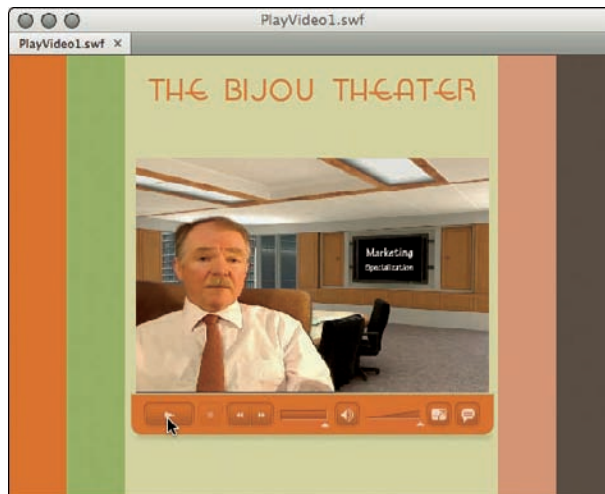 PlayVideo1.swf
PlayVideo1.swf ×
THE BIJOU THEATER
Marketing
Specialization